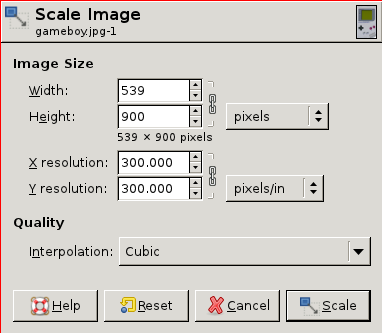 Scale Image
gameboy.jpg-1
Image Size
Width: 539
Height: 900 pixels
539 × 900 pixels
X resolution: 300.000
Y resolution: 300.000 pixels/in
Quality
Interpolation: Cubic
Help Reset Cancel Scale